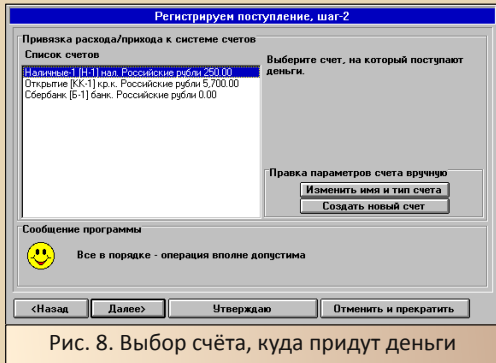 Регистрируем поступление, шаг-2
Привязка расхода/прихода к системе счетов
Список счетов
Наличные-1 [Н-1] нал. Российские рубли 250.00
Открытие [КК-1] кр.к. Российские рубли 5,700.00
Сбербанк [Б-1] банк. Российские рубли 0.00
Выберите счет, на который поступают
деньги.
Правка параметров счета вручную
Изменить имя и тип счета
Создать новый счет
Сообщение программы
Все в порядке - операция вполне допустима
<Назад
Далее>
Утверждаю
Отменить и прекратить
Рис. 8. Выбор счёта, куда придут деньги